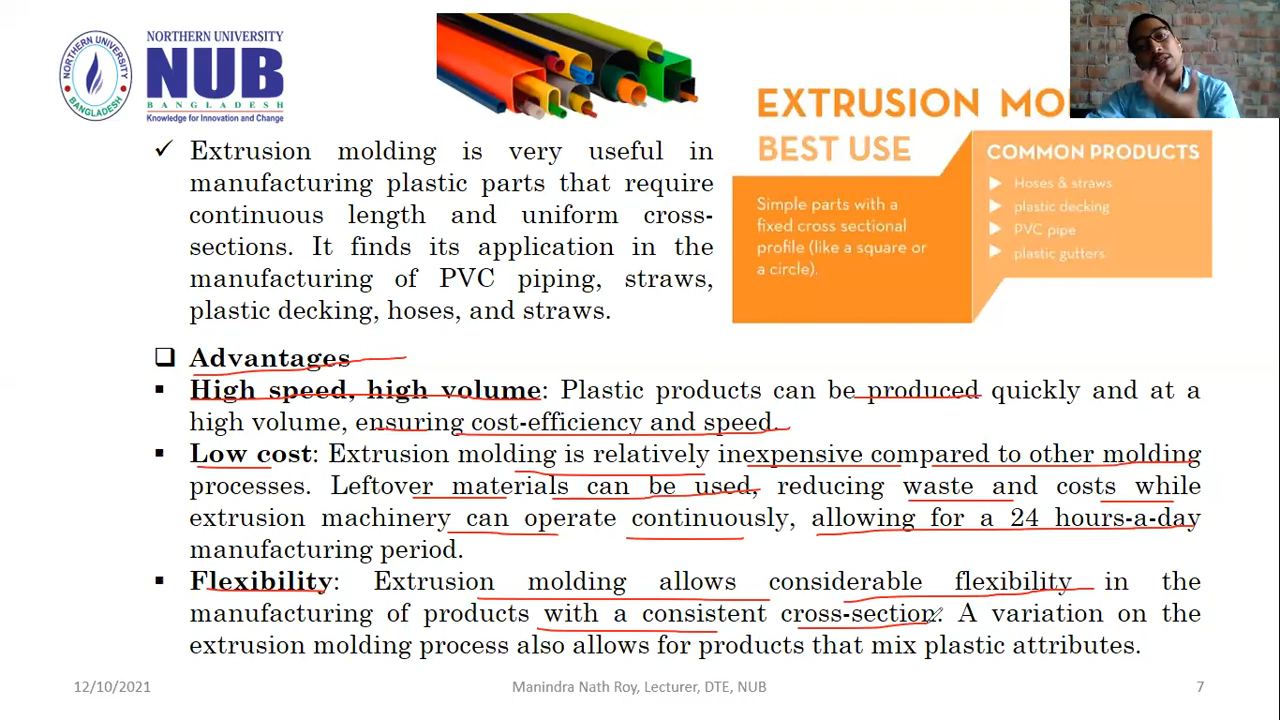 NORTHERN UNIVERSITY
NUB
BANGLADESH
Knowledge for Innovation and Change
NORTHERN UNIVERSITY
BANGLADESH
EXTRUSION MO
BEST USE
Simple parts with a
fixed cross sectional
profile (like a square or
a circle).
COMMON PRODUCTS
Hoses & straws
plastic decking
PVC pipe
plastic gutters
✓ Extrusion molding is very useful in
manufacturing plastic parts that require
continuous length and uniform cross-
sections. It finds its application in the
manufacturing of PVC piping, straws,
plastic decking, hoses, and straws.
❑ Advantages
▪ High speed, high volume: Plastic products can be produced quickly and at a
high volume, ensuring cost-efficiency and speed.
▪ Low cost: Extrusion molding is relatively inexpensive compared to other molding
processes. Leftover materials can be used, reducing waste and costs while
extrusion machinery can operate continuously, allowing for a 24 hours-a-day
manufacturing period.
▪ Flexibility: Extrusion molding allows considerable flexibility in the
manufacturing of products with a consistent cross-section. A variation on the
extrusion molding process also allows for products that mix plastic attributes.
12/10/2021
Manindra Nath Roy, Lecturer, DTE, NUB
7